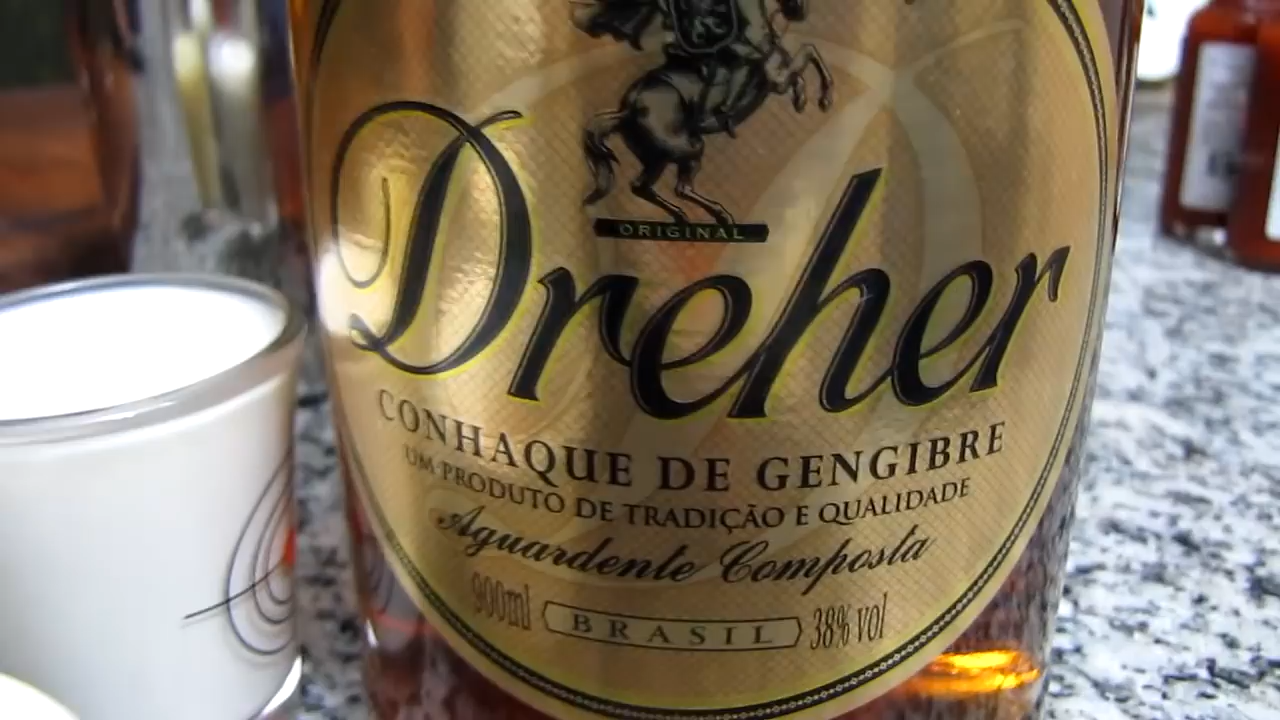 ORIGINAL
Dreher
CONHAQUE DE GENGIBRE
UM PRODUTO DE TRADIÇÃO E QUALIDADE
Aguardente Composta
900ml BRASIL 38% vol